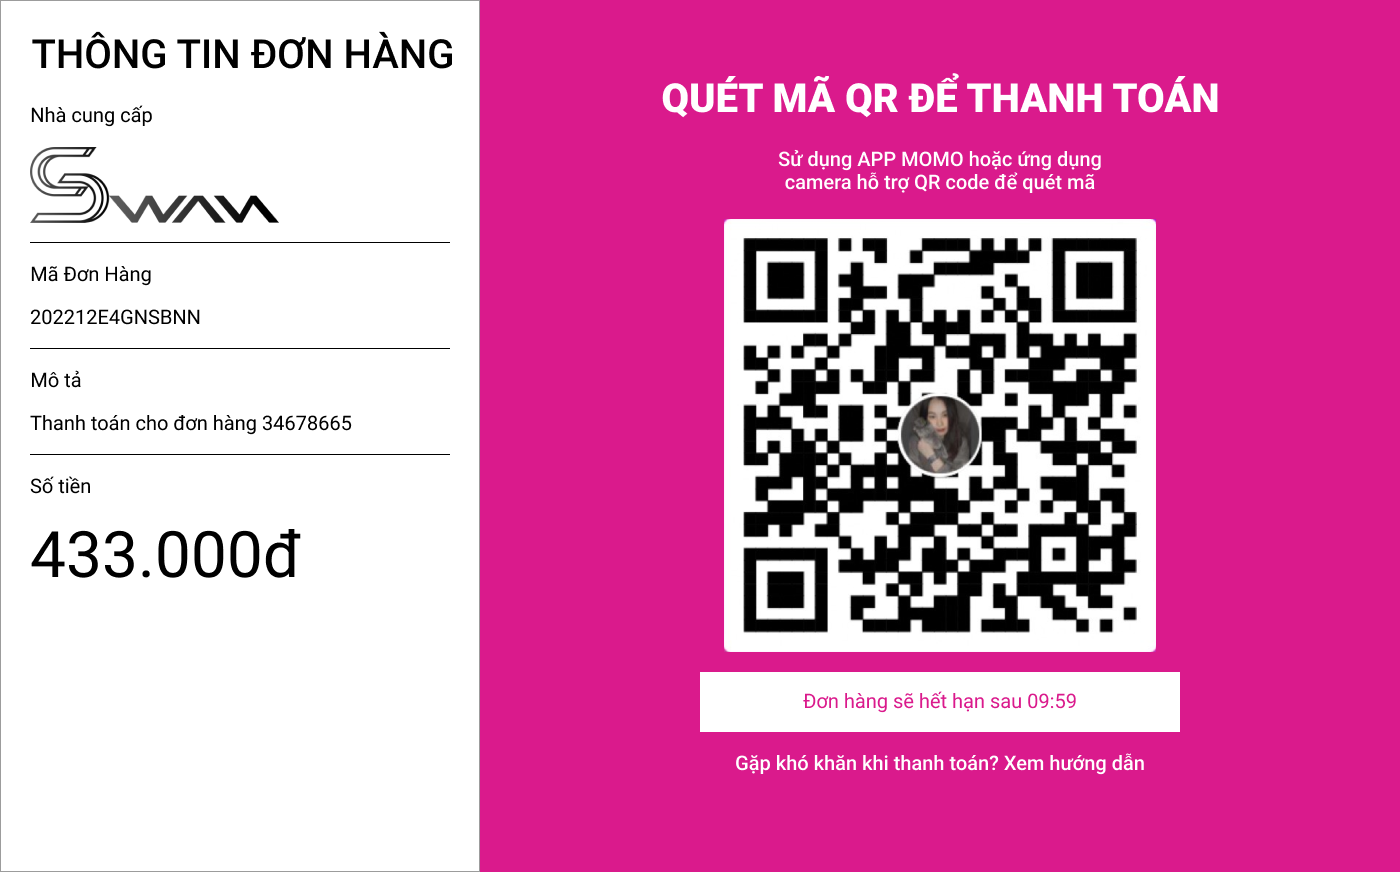 THÔNG TIN ĐƠN HÀNG
Nhà cung cấp
Swan
Mã Đơn Hàng
202212E4GNSBNN
Mô tả
Thanh toán cho đơn hàng 34678665
Số tiền
433.000đ
QUÉT MÃ QR ĐỂ THANH TOÁN
Sử dụng APP MOMO hoặc ứng dụng
camera hỗ trợ QR code để quét mã
Đơn hàng sẽ hết hạn sau 09:59
Gặp khó khăn khi thanh toán? Xem hướng dẫn